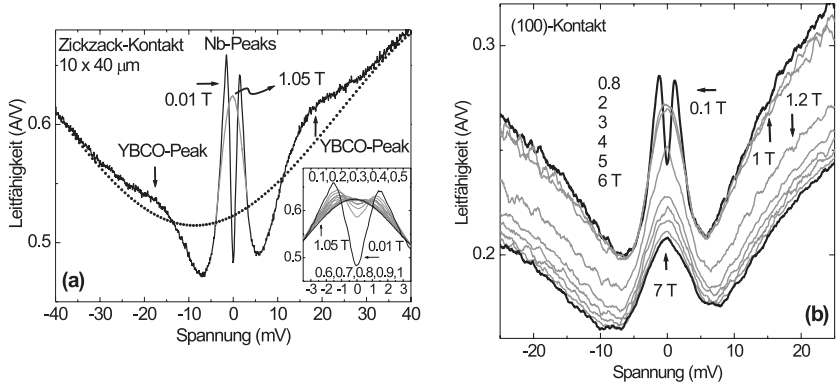 Zickzack-Kontakt
10 x 40 µm
Nb-Peaks
0.01 T
1.05 T
YBCO-Peak
YBCO-Peak
0.6
0.5
Leitfähigkeit (A/V)
-40 -30 -20 -10 0 10 20 30 40
Spannung (mV)
(a)
0.1 0.2 0.3 0.4 0.5
0.6
0.5
1.05 T
0.01 T
0.6 0.7 0.8 0.9 1
-3 -2 -1 0 1 2 3
(100)-Kontakt
0.3
0.2
Leitfähigkeit (A/V)
0.8
2
3
4
5
6 T
0.1 T
1.2 T
1 T
7 T
-20 -10 0 10 20
Spannung (mV)
(b)